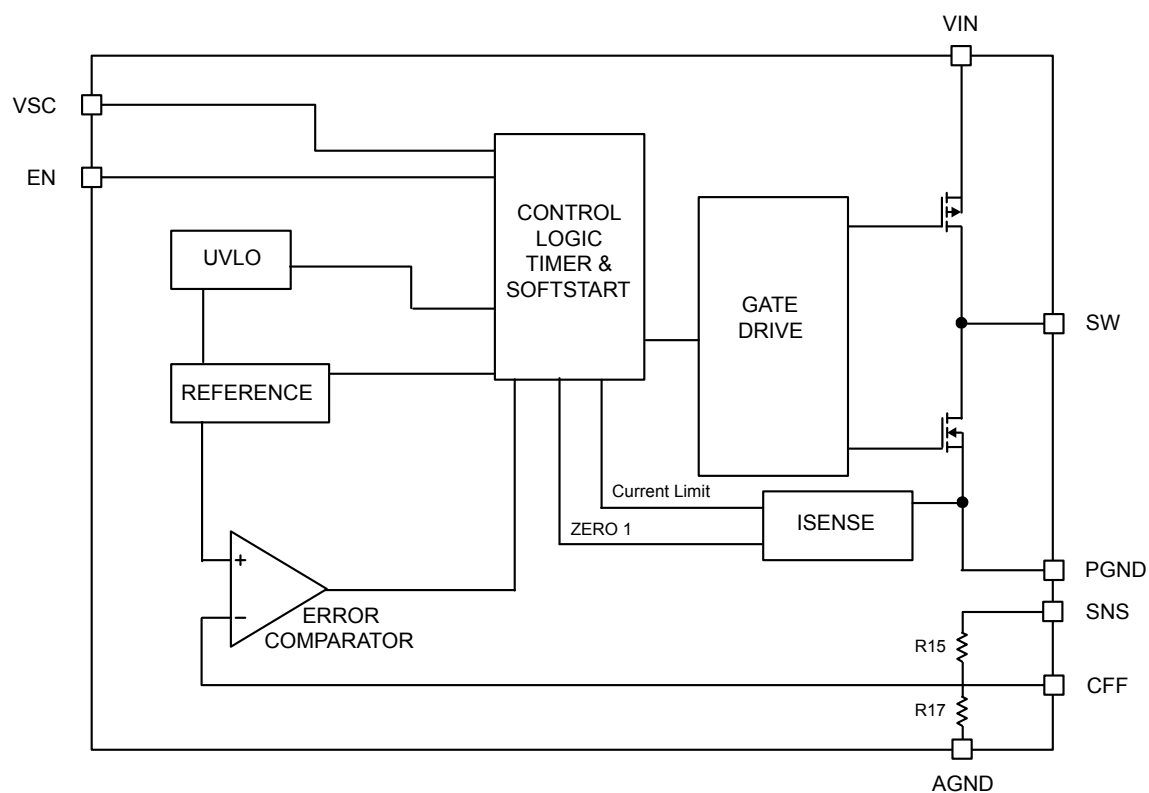 VIN
VSC
EN
CONTROL
LOGIC
TIMER &
SOFTSTART
UVLO
GATE
DRIVE
SW
REFERENCE
Current Limit
ISENSE
ZERO 1
+
−
ERROR
COMPARATOR
PGND
SNS
R15
CFF
R17
AGND